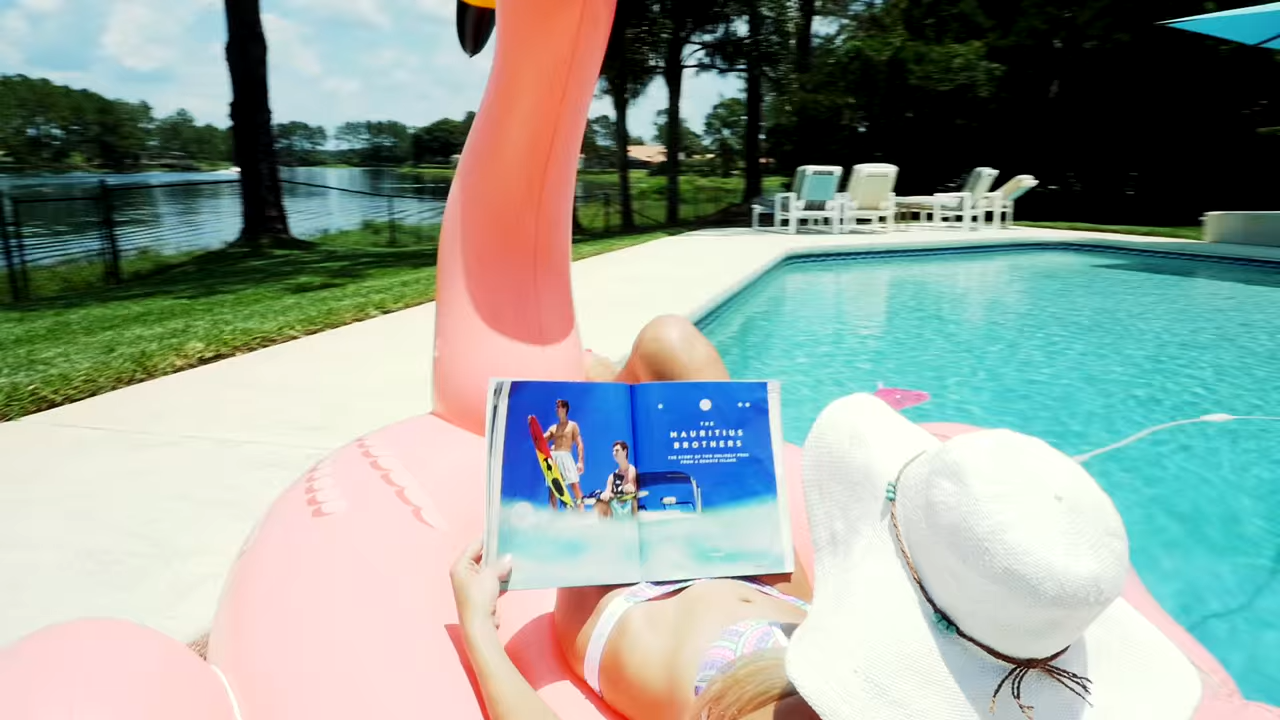 THE
MAURITIUS
BROTHERS
THE STORY OF TWO UNLIKELY PROS
FROM A REMOTE ISLAND.